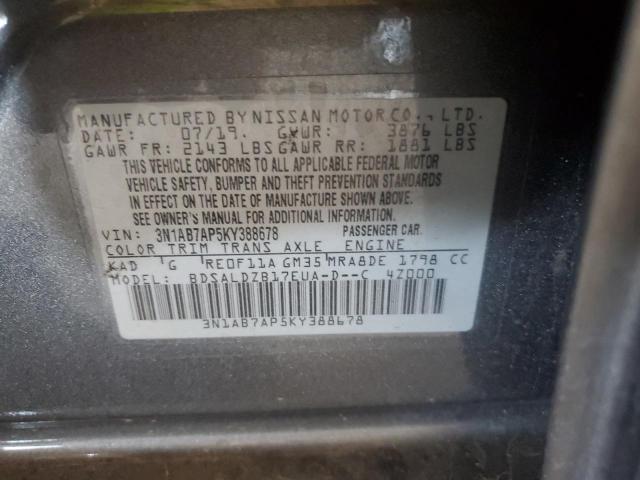 MANUFACTURED BY NISSAN MOTOR CO., LTD.
DATE: 07/19. GVWR: 3876 LBS
GAWR FR: 2143 LBS GAWR RR: 1881 LBS
THIS VEHICLE CONFORMS TO ALL APPLICABLE FEDERAL MOTOR
VEHICLE SAFETY, BUMPER AND THEFT PREVENTION STANDARDS
IN EFFECT ON THE DATE OF MANUFACTURE SHOWN ABOVE.
SEE OWNER'S MANUAL FOR ADDITIONAL INFORMATION.
VIN: 3N1AB7AP5KY388678 PASSENGER CAR.
COLOR TRIM TRANS AXLE ENGINE
KAD G RE0F11A GM35 MRA8DE 1798 CC
MODEL: BDSALDZB17EUA-D--C 4Z000
3N1AB7AP5KY388678